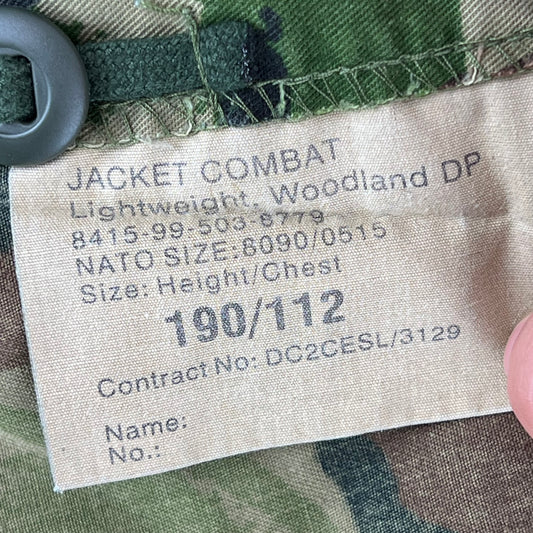 JACKET COMBAT
Lightweight, Woodland DP
8415-99-503-8779
NATO SIZE:8090/0515
Size: Height/Chest
190/112
Contract No: DC2CESL/3129
Name:
No.: